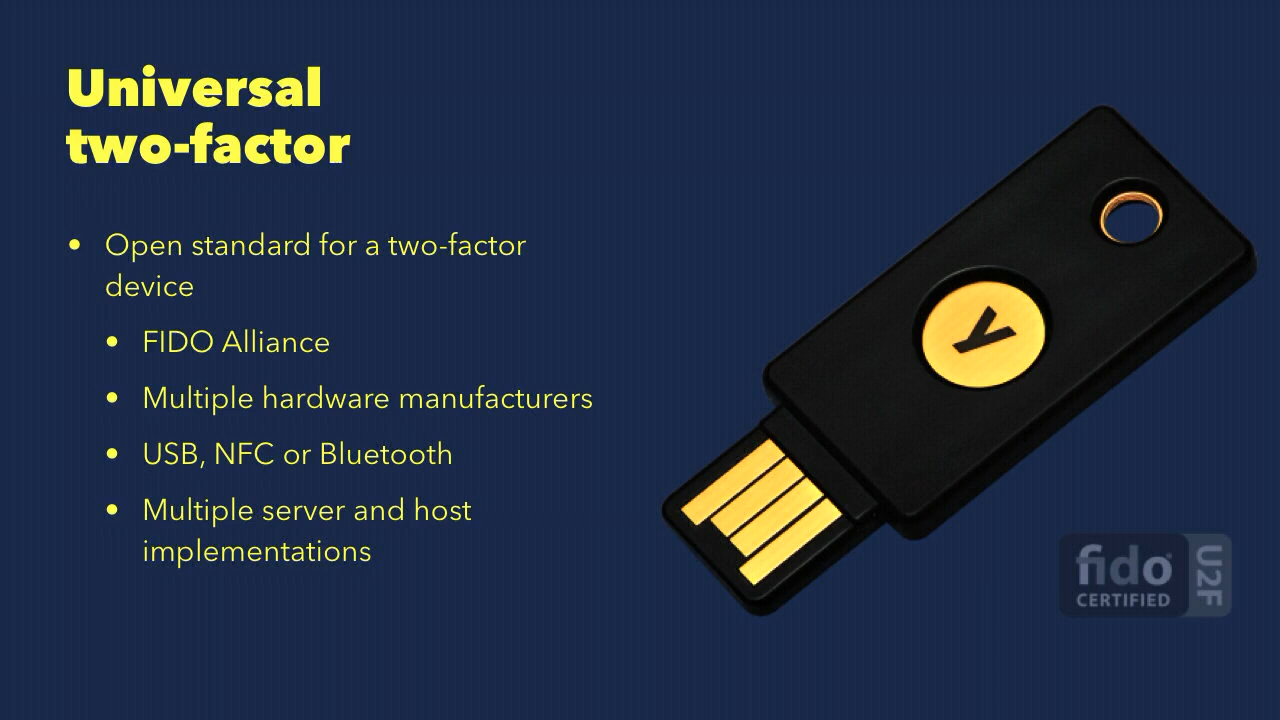 Universal
two-factor
• Open standard for a two-factor
device
• FIDO Alliance
• Multiple hardware manufacturers
• USB, NFC or Bluetooth
• Multiple server and host
implementations
y
fido
CERTIFIED
U2F